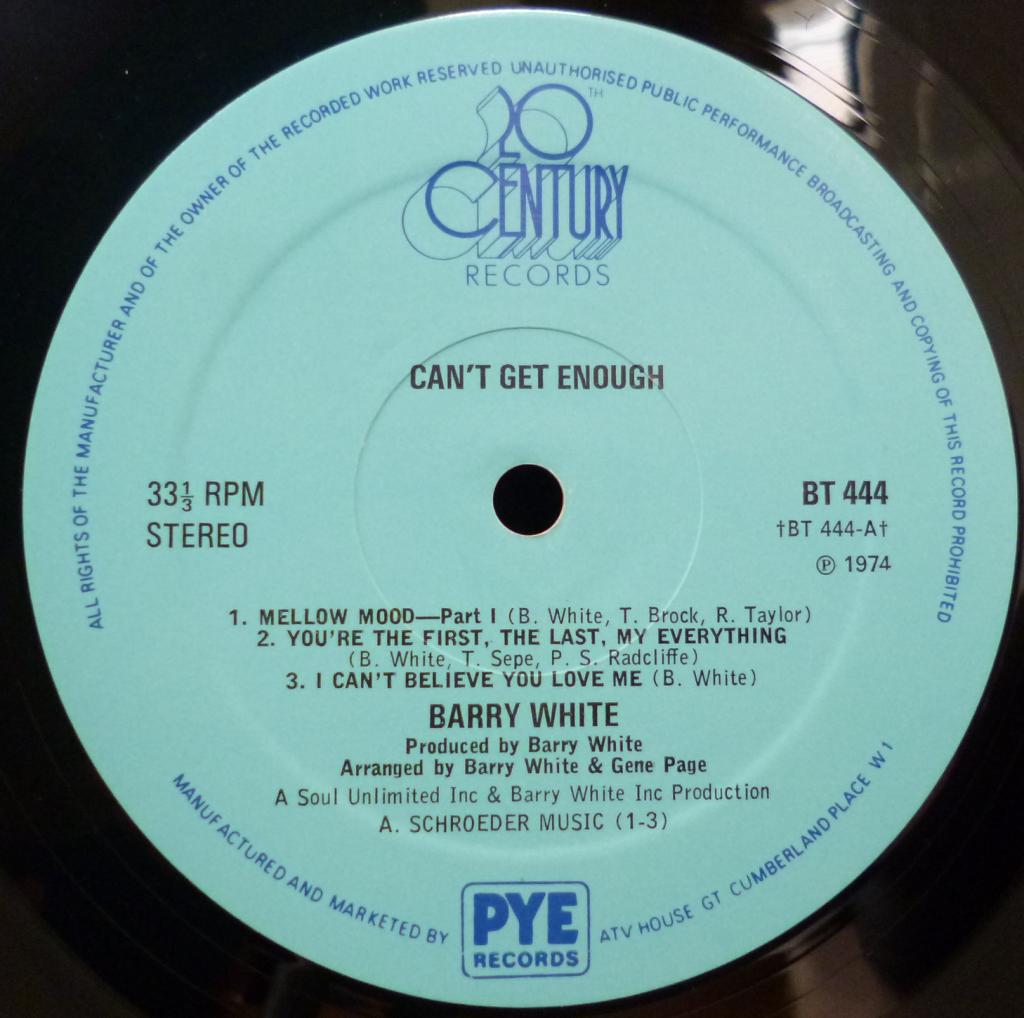 ALL RIGHTS OF THE MANUFACTURER AND OF THE OWNER OF THE RECORDED WORK RESERVED UNAUTHORISED PUBLIC PERFORMANCE BROADCASTING AND COPYING OF THIS RECORD PROHIBITED
20TH
CENTURY
RECORDS
CAN'T GET ENOUGH
33⅓ RPM
STEREO
BT 444
†BT 444-A†
Ⓟ 1974
1. MELLOW MOOD—Part I (B. White, T. Brock, R. Taylor)
2. YOU'RE THE FIRST, THE LAST, MY EVERYTHING
(B. White, T. Sepe, P. S. Radcliffe)
3. I CAN'T BELIEVE YOU LOVE ME (B. White)
BARRY WHITE
Produced by Barry White
Arranged by Barry White & Gene Page
A Soul Unlimited Inc & Barry White Inc Production
A. SCHROEDER MUSIC (1-3)
MANUFACTURED AND MARKETED BY
PYE
RECORDS
ATV HOUSE GT CUMBERLAND PLACE W1